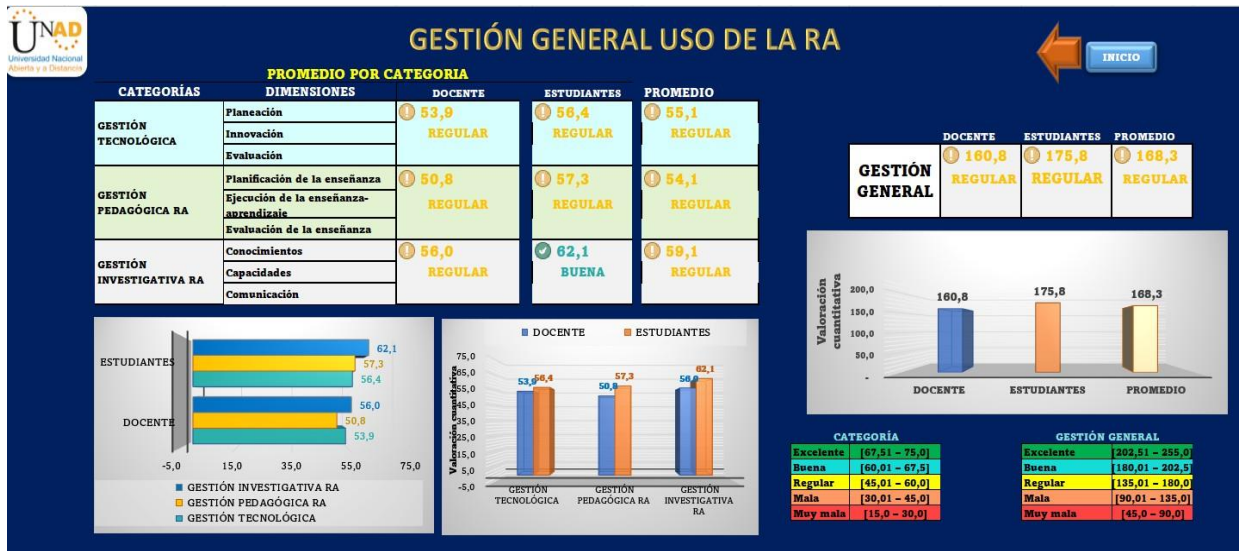 UNAD
Universidad Nacional
Abierta y a Distancia
GESTIÓN GENERAL USO DE LA RA
INICIO
PROMEDIO POR CATEGORIA
CATEGORÍAS DIMENSIONES DOCENTE ESTUDIANTES PROMEDIO
GESTIÓN TECNOLÓGICA
Planeación
Innovación
Evaluación
53,9 56,4 55,1
REGULAR REGULAR REGULAR
GESTIÓN PEDAGÓGICA RA
Planificación de la enseñanza
Ejecución de la enseñanza-
aprendizaje
Evaluación de la enseñanza
50,8 57,3 54,1
REGULAR REGULAR REGULAR
GESTIÓN INVESTIGATIVA RA
Conocimientos
Capacidades
Comunicación
56,0 62,1 59,1
REGULAR BUENA REGULAR
DOCENTE ESTUDIANTES PROMEDIO
GESTIÓN GENERAL
160,8 175,8 168,3
REGULAR REGULAR REGULAR
ESTUDIANTES
62,1
57,3
56,4
DOCENTE
56,0
50,8
53,9
-5,0 15,0 35,0 55,0 75,0
GESTIÓN INVESTIGATIVA RA
GESTIÓN PEDAGÓGICA RA
GESTIÓN TECNOLÓGICA
DOCENTE ESTUDIANTES
Valoración cuantitativa
75,0
65,0
55,0
45,0
35,0
25,0
15,0
5,0
-5,0
53,9 56,4 50,8 57,3 56,0 62,1
GESTIÓN TECNOLÓGICA
GESTIÓN PEDAGÓGICA RA
GESTIÓN INVESTIGATIVA RA
Valoración
cuantitativa
200,0
150,0
100,0
50,0
-
160,8 175,8 168,3
DOCENTE ESTUDIANTES PROMEDIO
CATEGORÍA
Excelente [67,51 – 75,0]
Buena [60,01 – 67,5]
Regular [45,01 – 60,0]
Mala [30,01 – 45,0]
Muy mala [15,0 – 30,0]
GESTIÓN GENERAL
Excelente [202,51 – 255,0]
Buena [180,01 – 202,5]
Regular [135,01 – 180,0]
Mala [90,01 – 135,0]
Muy mala [45,0 – 90,0]